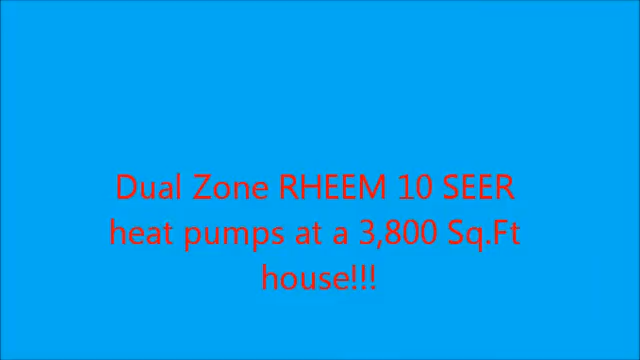 Dual Zone RHEEM 10 SEER
heat pumps at a 3,800 Sq.Ft
house!!!